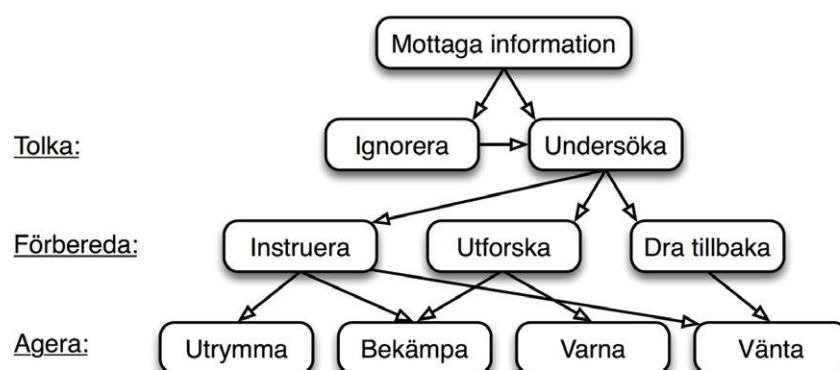 Mottaga information
Tolka: Ignorera Undersöka
Förbereda: Instruera Utforska Dra tillbaka
Agera: Utrymma Bekämpa Varna Vänta